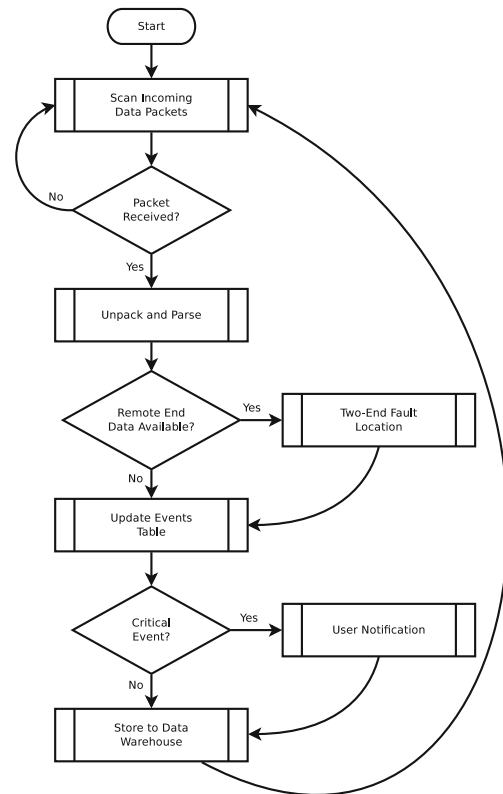 Start
Scan Incoming
Data Packets
No
Packet
Received?
Yes
Unpack and Parse
Remote End
Data Available?
Yes
Two-End Fault
Location
No
Update Events
Table
Critical
Event?
Yes
User Notification
No
Store to Data
Warehouse